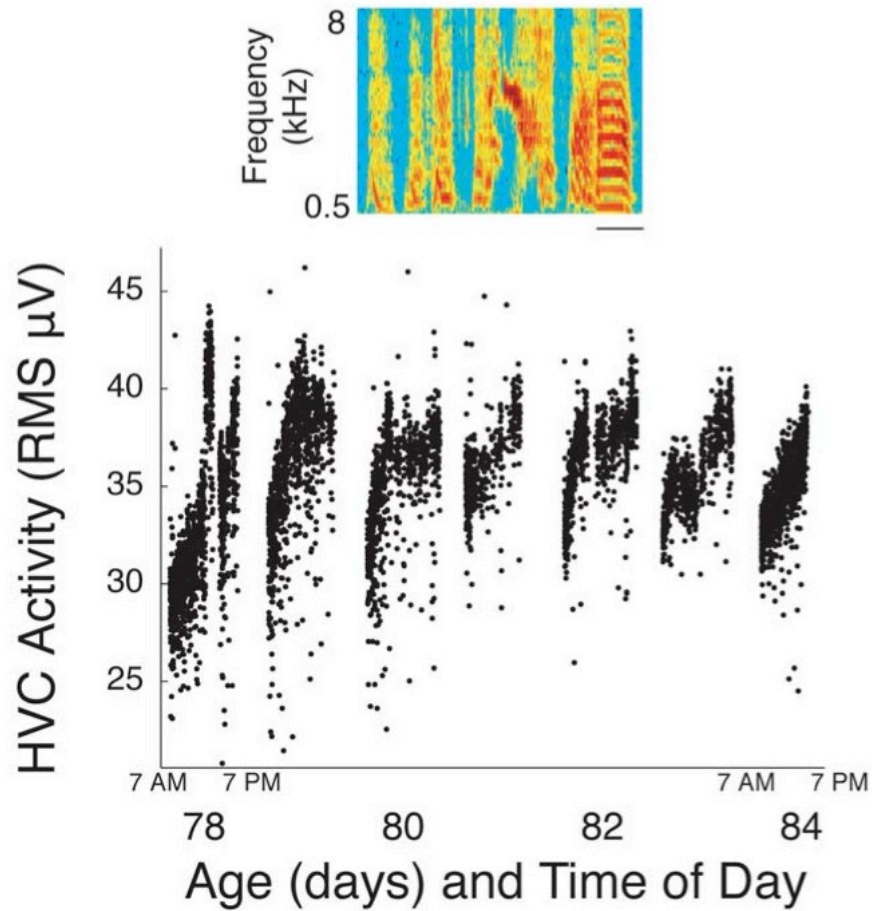 8
Frequency
(kHz)
0.5
HVC Activity (RMS µV)
45
40
35
30
25
7 AM 7 PM 7 AM 7 PM
78 80 82 84
Age (days) and Time of Day